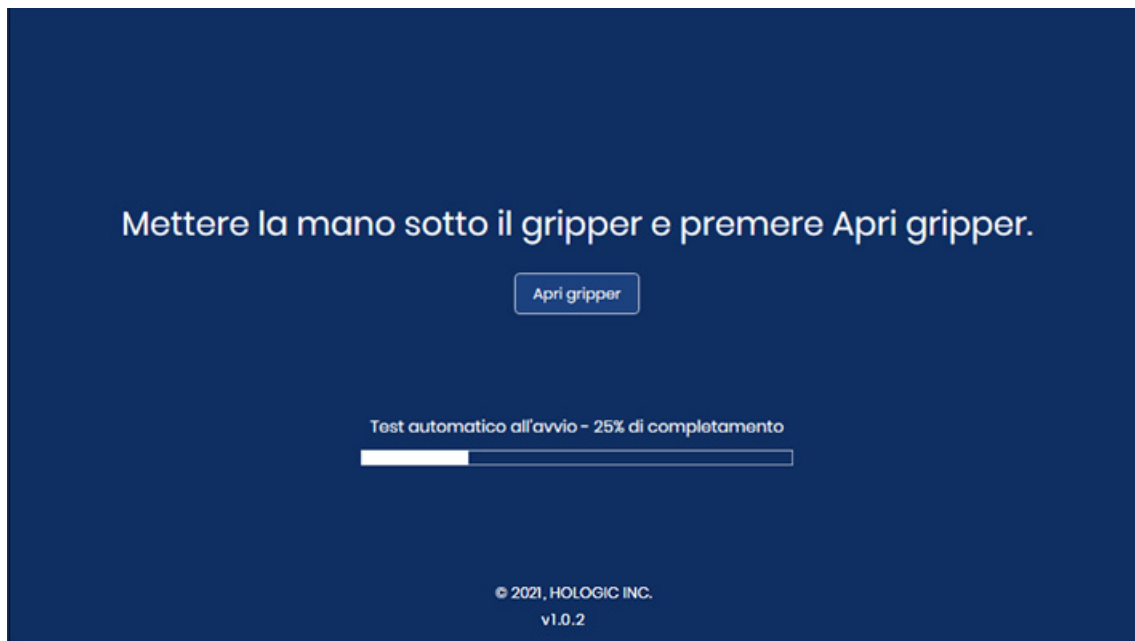 Mettere la mano sotto il gripper e premere Apri gripper.
Apri gripper
Test automatico all'avvio - 25% di completamento
© 2021, HOLOGIC INC.
v1.0.2